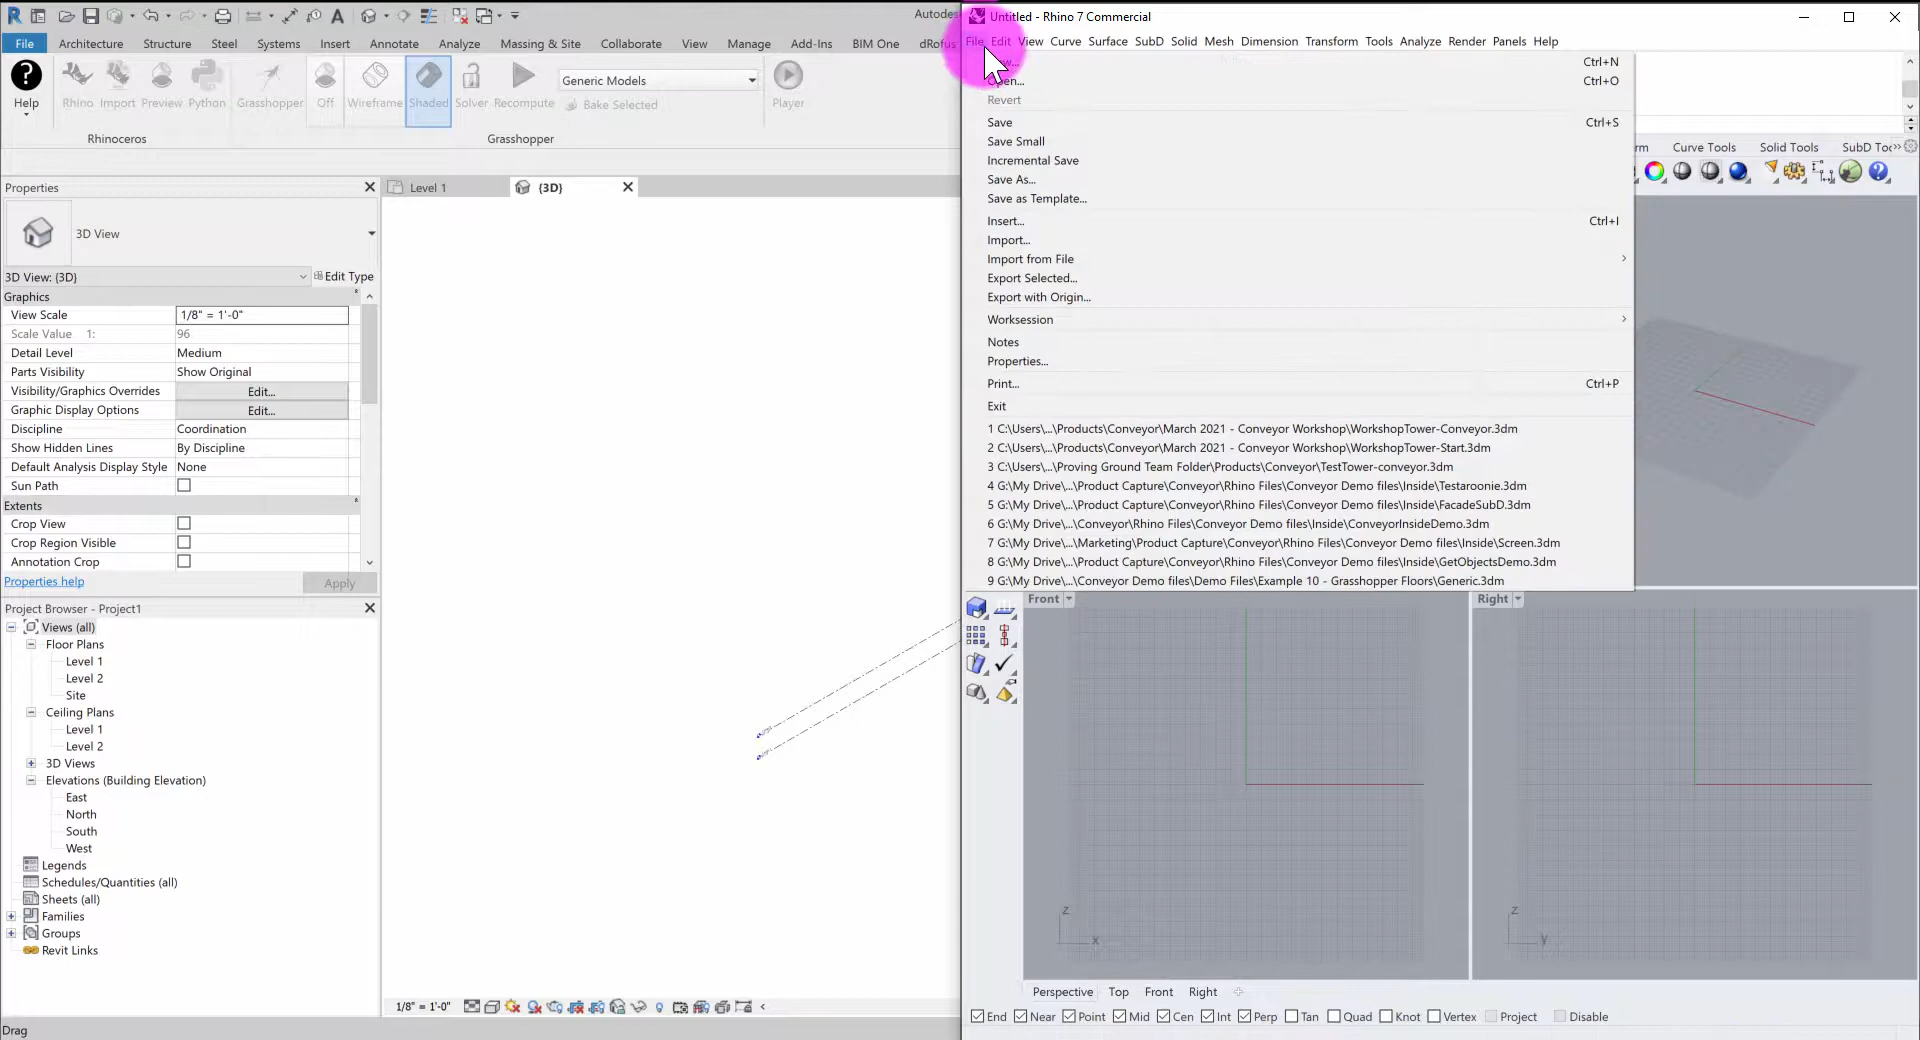 Autodes
Untitled - Rhino 7 Commercial
File Architecture Structure Steel Systems Insert Annotate Analyze Massing & Site Collaborate View Manage Add-Ins BIM One dRofus
File Edit View Curve Surface SubD Solid Mesh Dimension Transform Tools Analyze Render Panels Help
Help Rhino Import Preview Python Grasshopper Off Wireframe Shaded Solver Recompute
Generic Models
Bake Selected
Player
Rhinoceros
Grasshopper
Ctrl+N
Open... Ctrl+O
Revert
Save Ctrl+S
Save Small
Incremental Save
Save As...
Save as Template...
Insert... Ctrl+I
Import...
Import from File
Export Selected...
Export with Origin...
Worksession
Notes
Properties...
Print... Ctrl+P
Exit
1 C:\Users\...\Products\Conveyor\March 2021 - Conveyor Workshop\WorkshopTower-Conveyor.3dm
2 C:\Users\...\Products\Conveyor\March 2021 - Conveyor Workshop\WorkshopTower-Start.3dm
3 C:\Users\...\Proving Ground Team Folder\Products\Conveyor\TestTower-conveyor.3dm
4 G:\My Drive\...\Product Capture\Conveyor\Rhino Files\Conveyor Demo files\Inside\Testaroonie.3dm
5 G:\My Drive\...\Product Capture\Conveyor\Rhino Files\Conveyor Demo files\Inside\FacadeSubD.3dm
6 G:\My Drive\...\Conveyor\Rhino Files\Conveyor Demo files\Inside\ConveyorInsideDemo.3dm
7 G:\My Drive\...\Marketing\Product Capture\Conveyor\Rhino Files\Conveyor Demo files\Inside\Screen.3dm
8 G:\My Drive\...\Product Capture\Conveyor\Rhino Files\Conveyor Demo files\Inside\GetObjectsDemo.3dm
9 G:\My Drive\...\Conveyor Demo files\Demo Files\Example 10 - Grasshopper Floors\Generic.3dm
rm Curve Tools Solid Tools SubD Too
Properties
Level 1
{3D}
3D View
3D View: {3D}
Edit Type
Graphics
View Scale 1/8" = 1'-0"
Scale Value 1: 96
Detail Level Medium
Parts Visibility Show Original
Visibility/Graphics Overrides Edit...
Graphic Display Options Edit...
Discipline Coordination
Show Hidden Lines By Discipline
Default Analysis Display Style None
Sun Path
Extents
Crop View
Crop Region Visible
Annotation Crop
Properties help
Apply
Project Browser - Project1
Views (all)
Floor Plans
Level 1
Level 2
Site
Ceiling Plans
Level 1
Level 2
3D Views
Elevations (Building Elevation)
East
North
South
West
Legends
Schedules/Quantities (all)
Sheets (all)
Families
Groups
Revit Links
Front
Right
z
x
z
y
1/8" = 1'-0"
Perspective Top Front Right
End Near Point Mid Cen Int Perp Tan Quad Knot Vertex Project Disable
Drag